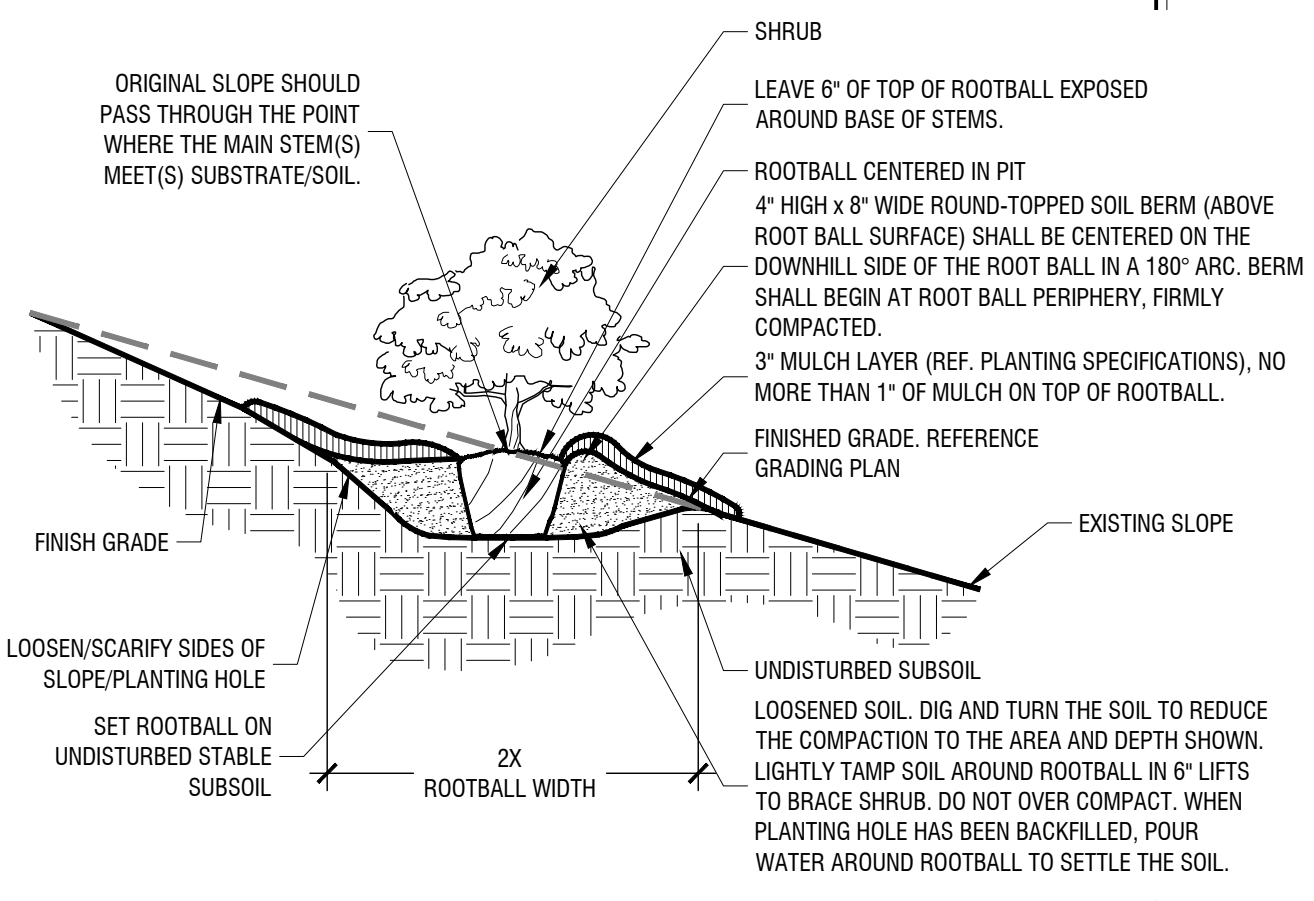 SHRUB
ORIGINAL SLOPE SHOULD
PASS THROUGH THE POINT
WHERE THE MAIN STEM(S)
MEET(S) SUBSTRATE/SOIL.
LEAVE 6" OF TOP OF ROOTBALL EXPOSED
AROUND BASE OF STEMS.
ROOTBALL CENTERED IN PIT
4" HIGH x 8" WIDE ROUND-TOPPED SOIL BERM (ABOVE
ROOT BALL SURFACE) SHALL BE CENTERED ON THE
DOWNHILL SIDE OF THE ROOT BALL IN A 180° ARC. BERM
SHALL BEGIN AT ROOT BALL PERIPHERY, FIRMLY
COMPACTED.
3" MULCH LAYER (REF. PLANTING SPECIFICATIONS), NO
MORE THAN 1" OF MULCH ON TOP OF ROOTBALL.
FINISHED GRADE. REFERENCE
GRADING PLAN
EXISTING SLOPE
FINISH GRADE
LOOSEN/SCARIFY SIDES OF
SLOPE/PLANTING HOLE
SET ROOTBALL ON
UNDISTURBED STABLE
SUBSOIL
2X
ROOTBALL WIDTH
UNDISTURBED SUBSOIL
LOOSENED SOIL. DIG AND TURN THE SOIL TO REDUCE
THE COMPACTION TO THE AREA AND DEPTH SHOWN.
LIGHTLY TAMP SOIL AROUND ROOTBALL IN 6" LIFTS
TO BRACE SHRUB. DO NOT OVER COMPACT. WHEN
PLANTING HOLE HAS BEEN BACKFILLED, POUR
WATER AROUND ROOTBALL TO SETTLE THE SOIL.